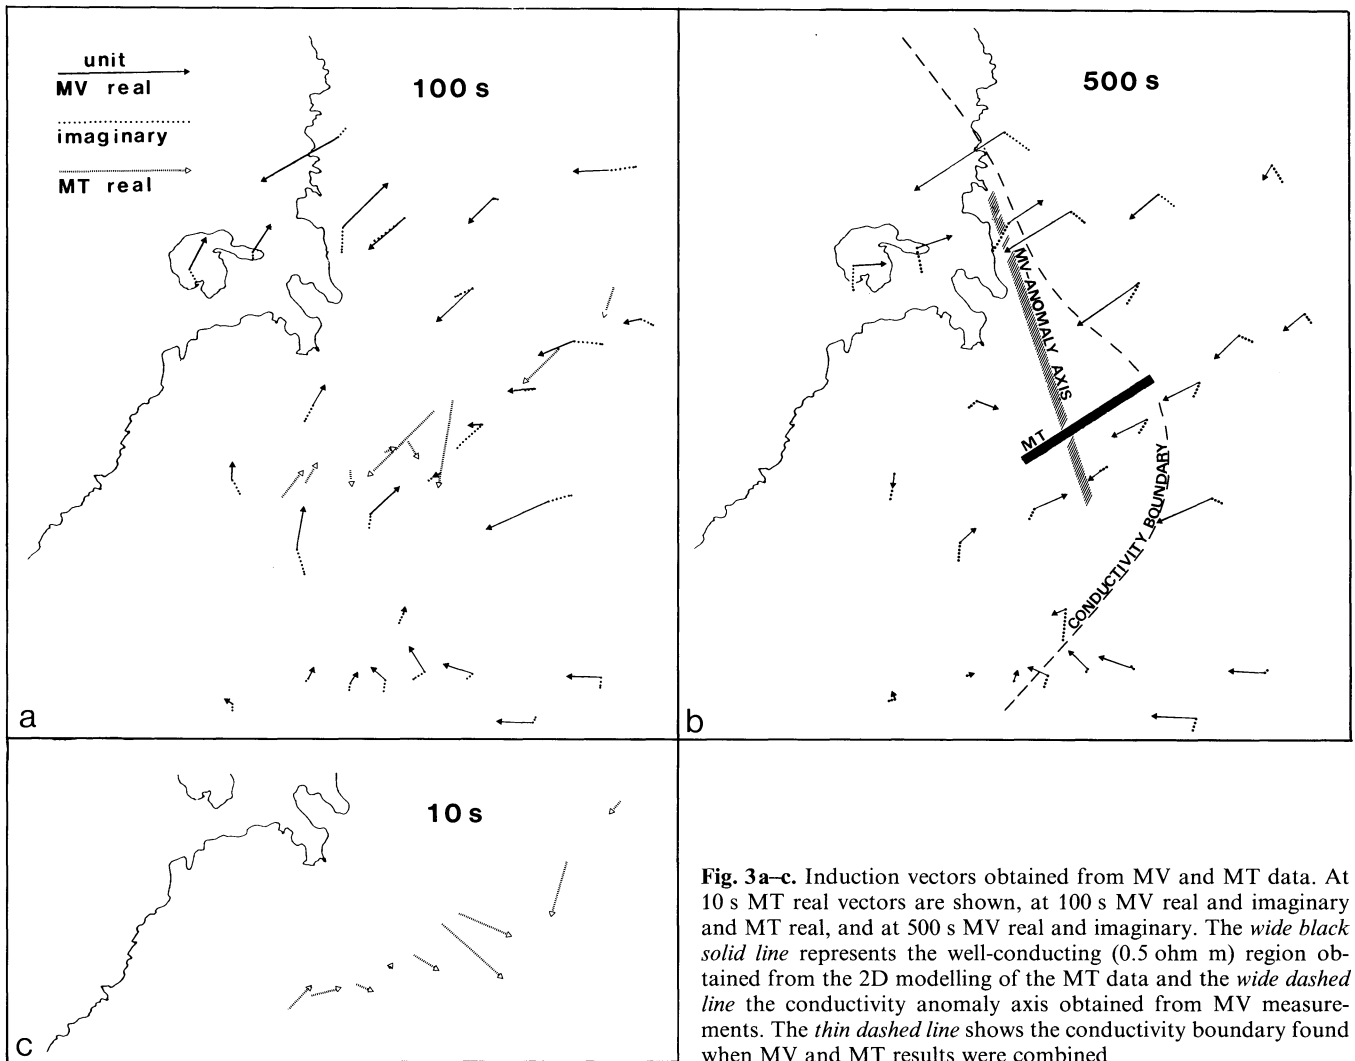 unit
MV real
imaginary
MT real
100 s
a
500 s
MV-ANOMALY AXIS
MT
CONDUCTIVITY BOUNDARY
b
10 s
c
Fig. 3a–c. Induction vectors obtained from MV and MT data. At
10 s MT real vectors are shown, at 100 s MV real and imaginary
and MT real, and at 500 s MV real and imaginary. The wide black
solid line represents the well-conducting (0.5 ohm m) region ob-
tained from the 2D modelling of the MT data and the wide dashed
line the conductivity anomaly axis obtained from MV measure-
ments. The thin dashed line shows the conductivity boundary found
when MV and MT results were combined